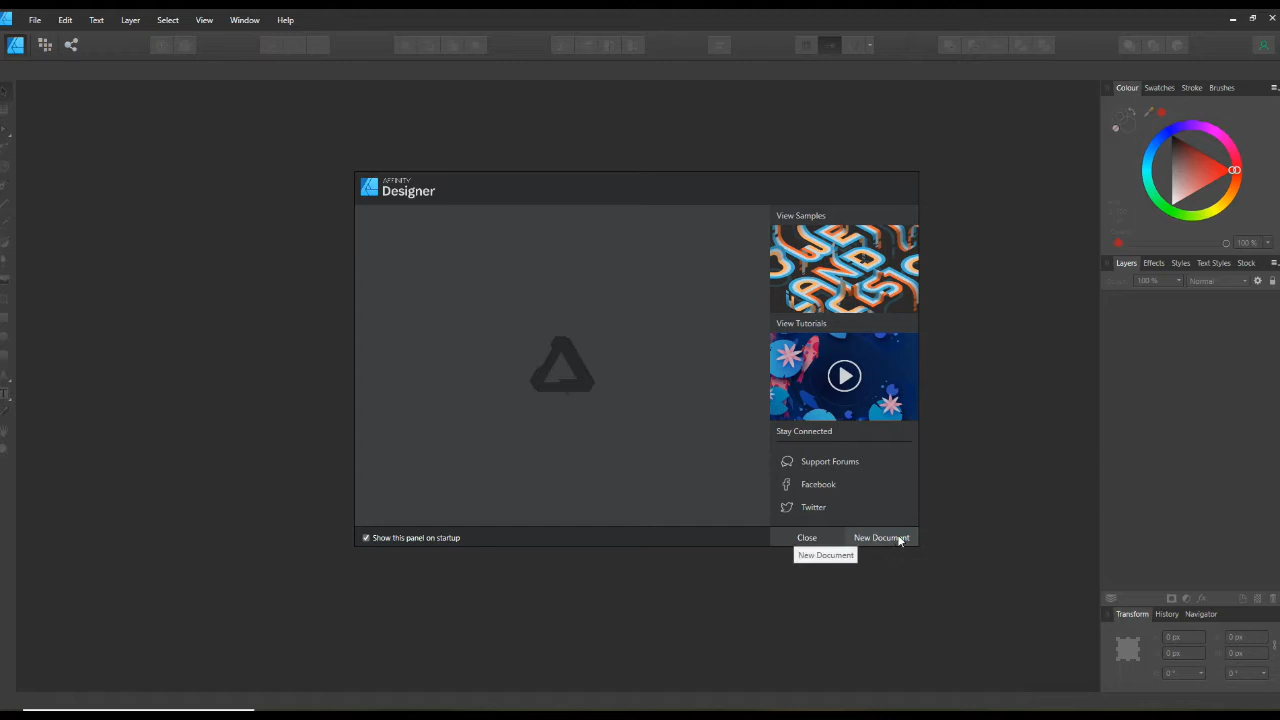 File Edit Text Layer Select View Window Help
Colour Swatches Stroke Brushes
AFFINITY
Designer
View Samples
100 %
Layers Effects Styles Text Styles Stock
100 % Normal
View Tutorials
Stay Connected
Support Forums
Facebook
Twitter
Show this panel on startup
Close New Document
New Document
Transform History Navigator
0 px 0 px
0 px 0 px
0 ° 0 °